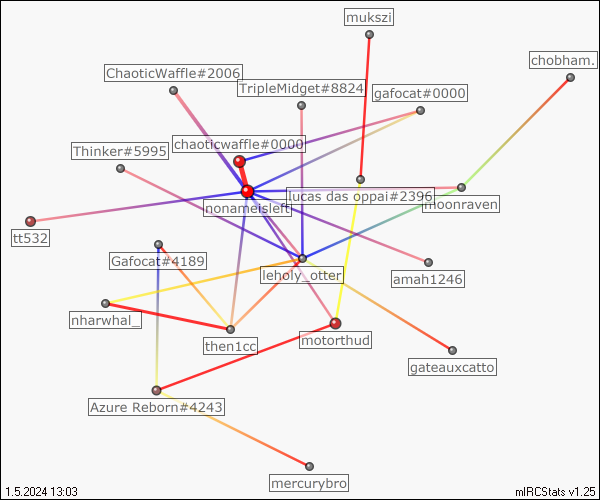 mukszi
chobham.
ChaoticWaffle#2006
TripleMidget#8824
gafocat#0000
chaoticwaffle#0000
Thinker#5995
lucas das oppai#2396
moonraven
nonameisleft
tt532
Gafocat#4189
leholy_otter
amah1246
nharwhal_
then1cc
motorthud
gateauxcatto
Azure Reborn#4243
mercurybro
1.5.2024 13:03
mIRCStats v1.25